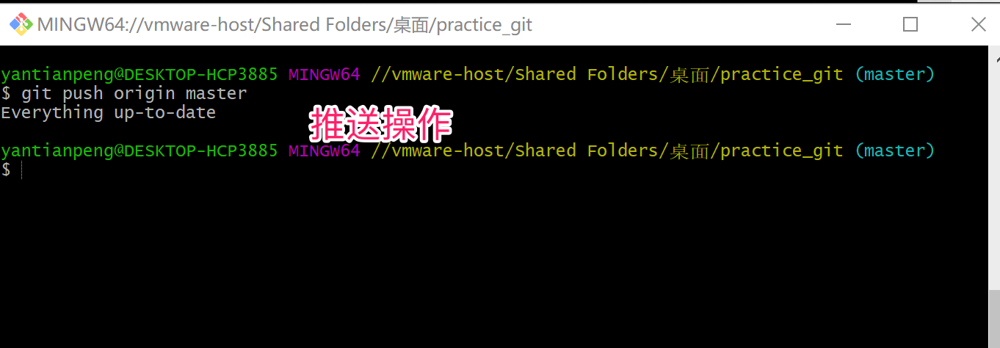 MINGW64://vmware-host/Shared Folders/桌面/practice_git
yantianpeng@DESKTOP-HCP3885 MINGW64 //vmware-host/Shared Folders/桌面/practice_git (master)
$ git push origin master
Everything up-to-date
推送操作
yantianpeng@DESKTOP-HCP3885 MINGW64 //vmware-host/Shared Folders/桌面/practice_git (master)
$